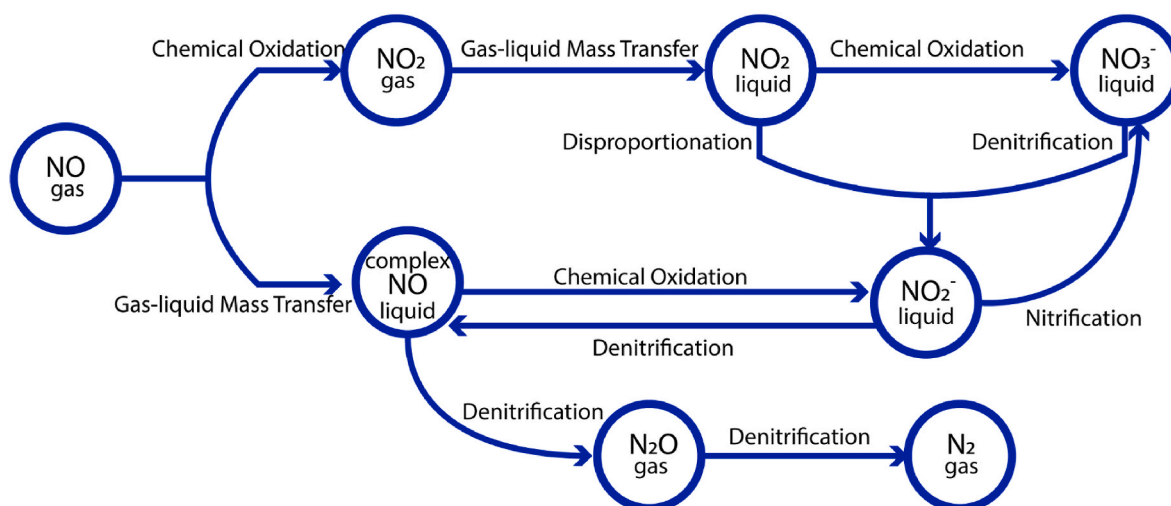 Chemical Oxidation
NO₂
gas
Gas-liquid Mass Transfer
NO₂
liquid
Chemical Oxidation
NO₃⁻
liquid
NO
gas
Disproportionation
Denitrification
Gas-liquid Mass Transfer
complex
NO
liquid
Chemical Oxidation
Denitrification
NO₂⁻
liquid
Nitrification
Denitrification
N₂O
gas
Denitrification
N₂
gas